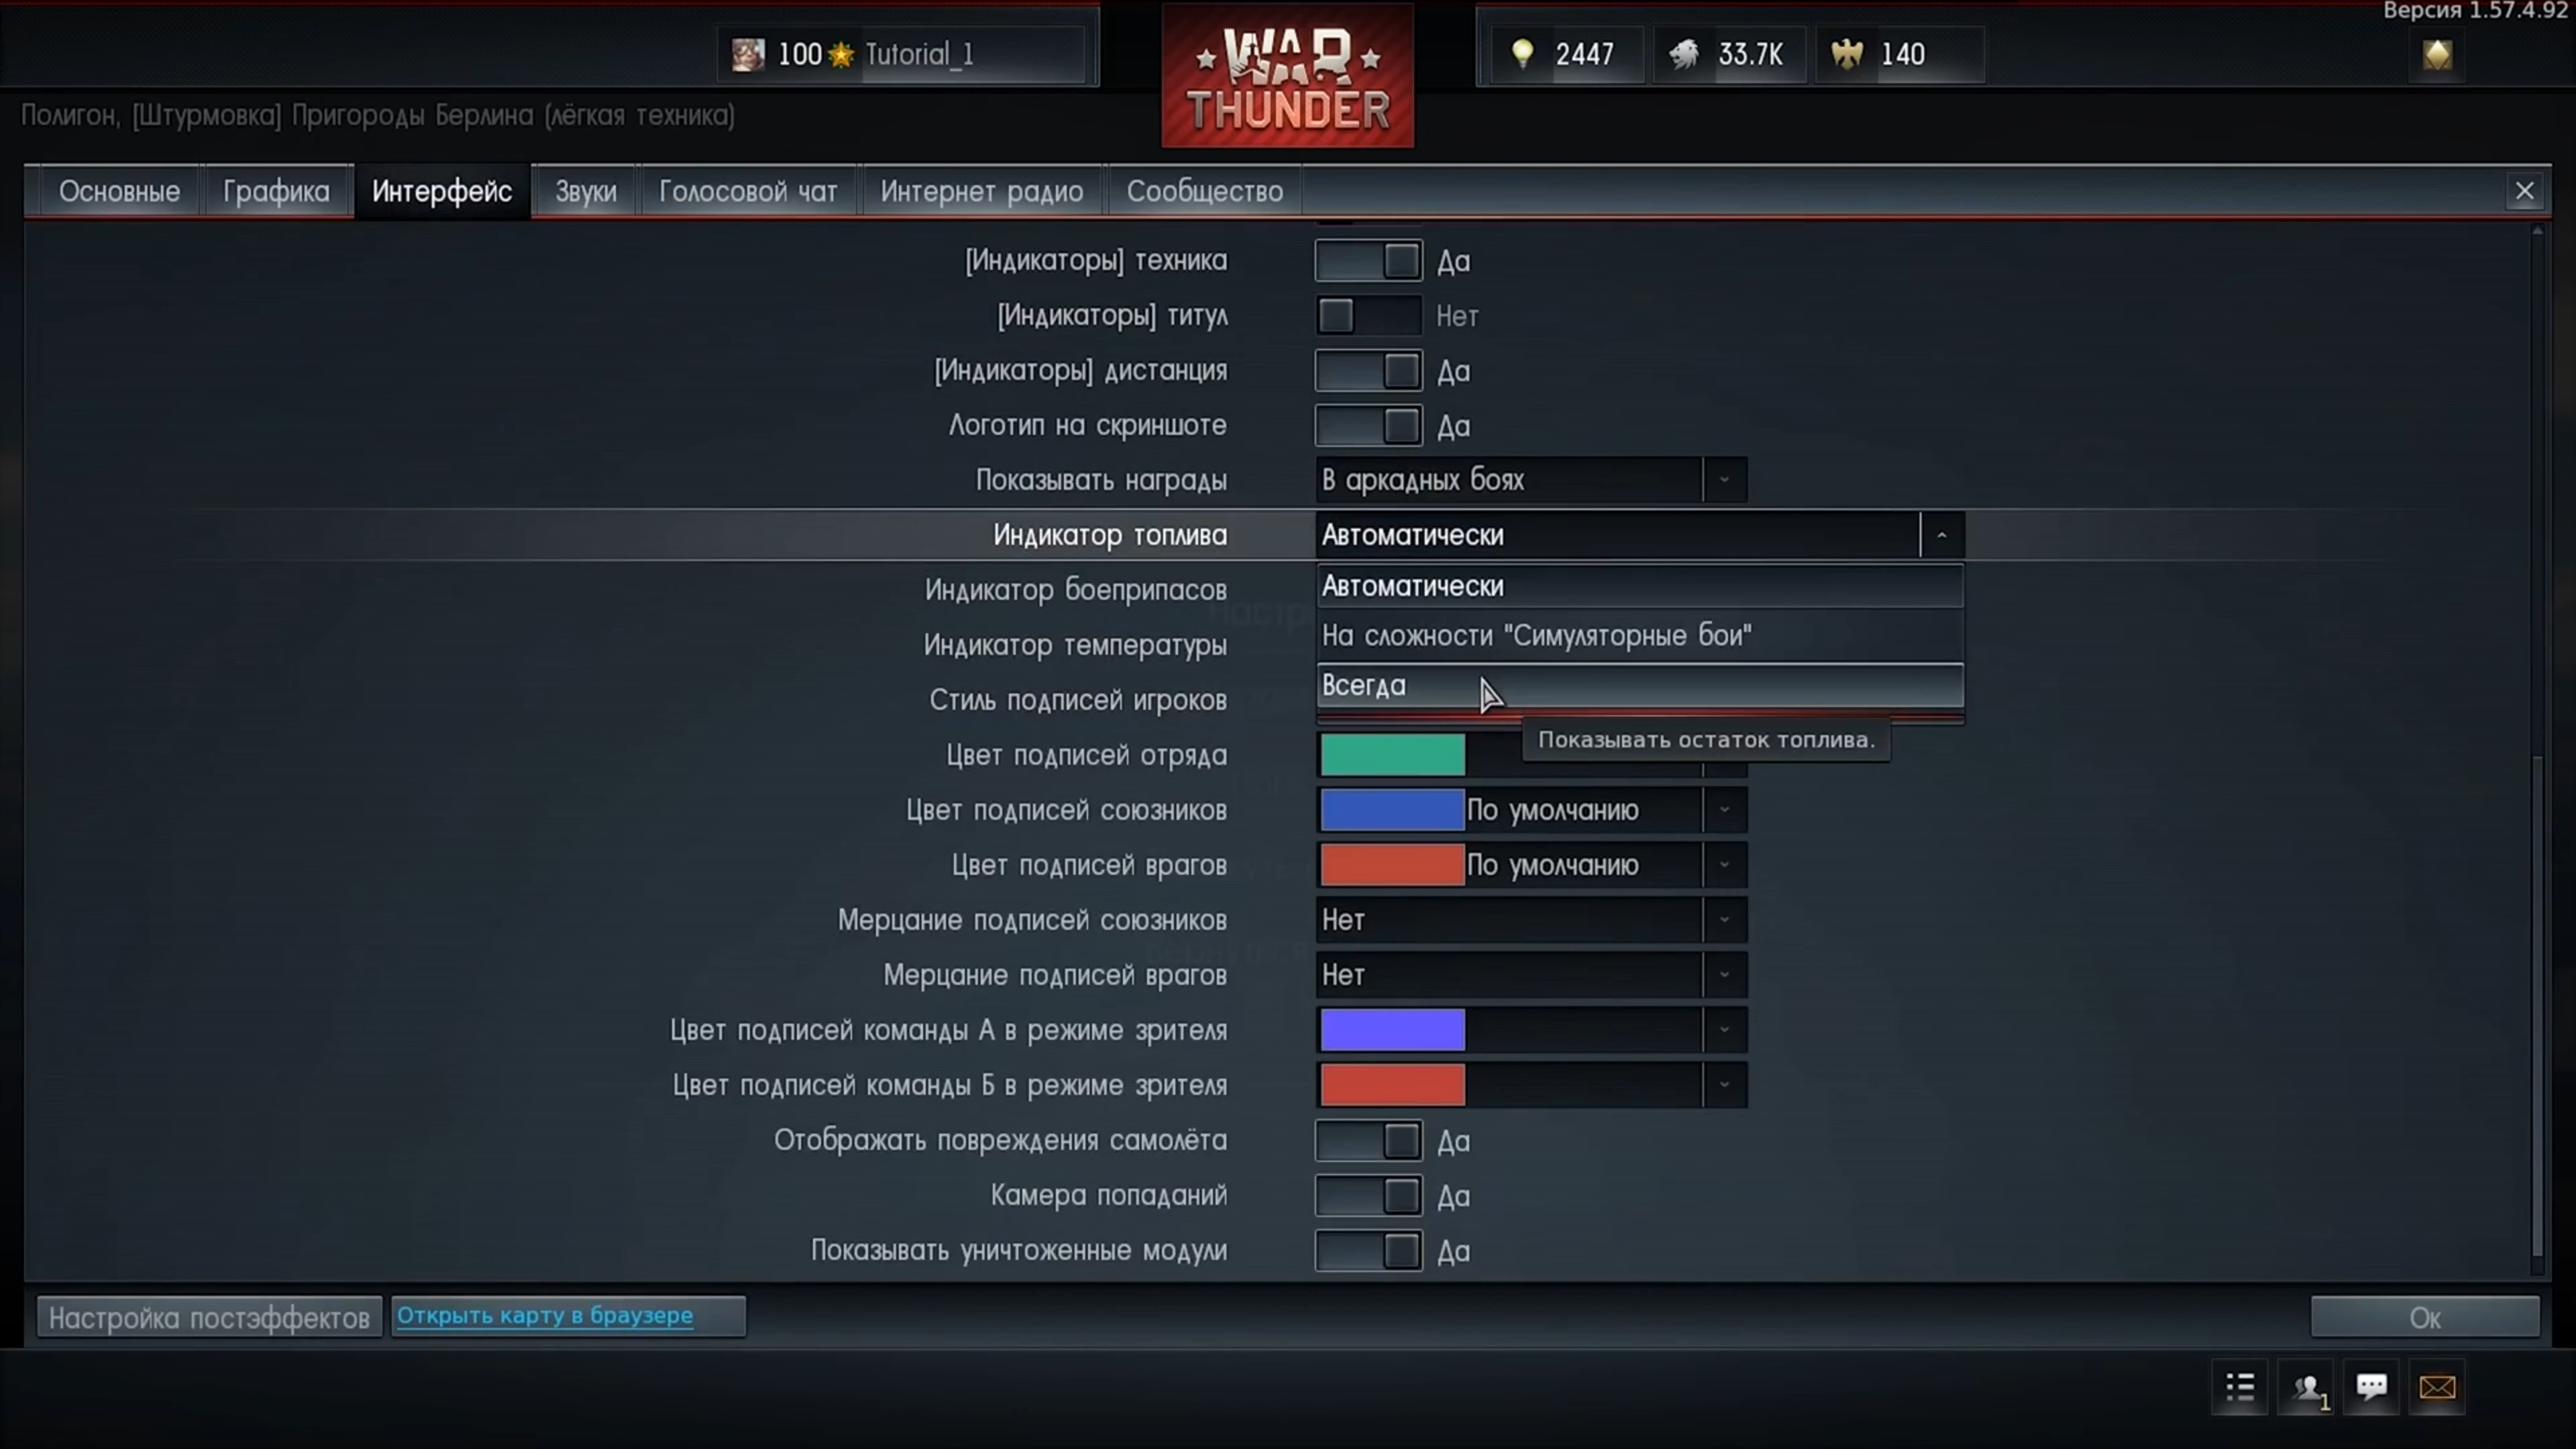 Версия 1.57.4.92
100 Tutorial_1
WAR
THUNDER
2447
33.7K
140
Полигон, [Штурмовка] Пригороды Берлина (лёгкая техника)
Основные
Графика
Интерфейс
Звуки
Голосовой чат
Интернет радио
Сообщество
[Индикаторы] техника Да
[Индикаторы] титул Нет
[Индикаторы] дистанция Да
Логотип на скриншоте Да
Показывать награды В аркадных боях
Индикатор топлива Автоматически
Автоматически
Индикатор боеприпасов
На сложности "Симуляторные бои"
Индикатор температуры
Всегда
Стиль подписей игроков
Показывать остаток топлива.
Цвет подписей отряда
Цвет подписей союзников По умолчанию
Цвет подписей врагов По умолчанию
Мерцание подписей союзников Нет
Мерцание подписей врагов Нет
Цвет подписей команды А в режиме зрителя
Цвет подписей команды Б в режиме зрителя
Отображать повреждения самолёта Да
Камера попаданий Да
Показывать уничтоженные модули Да
Настройка постэффектов
Открыть карту в браузере
Ок
1